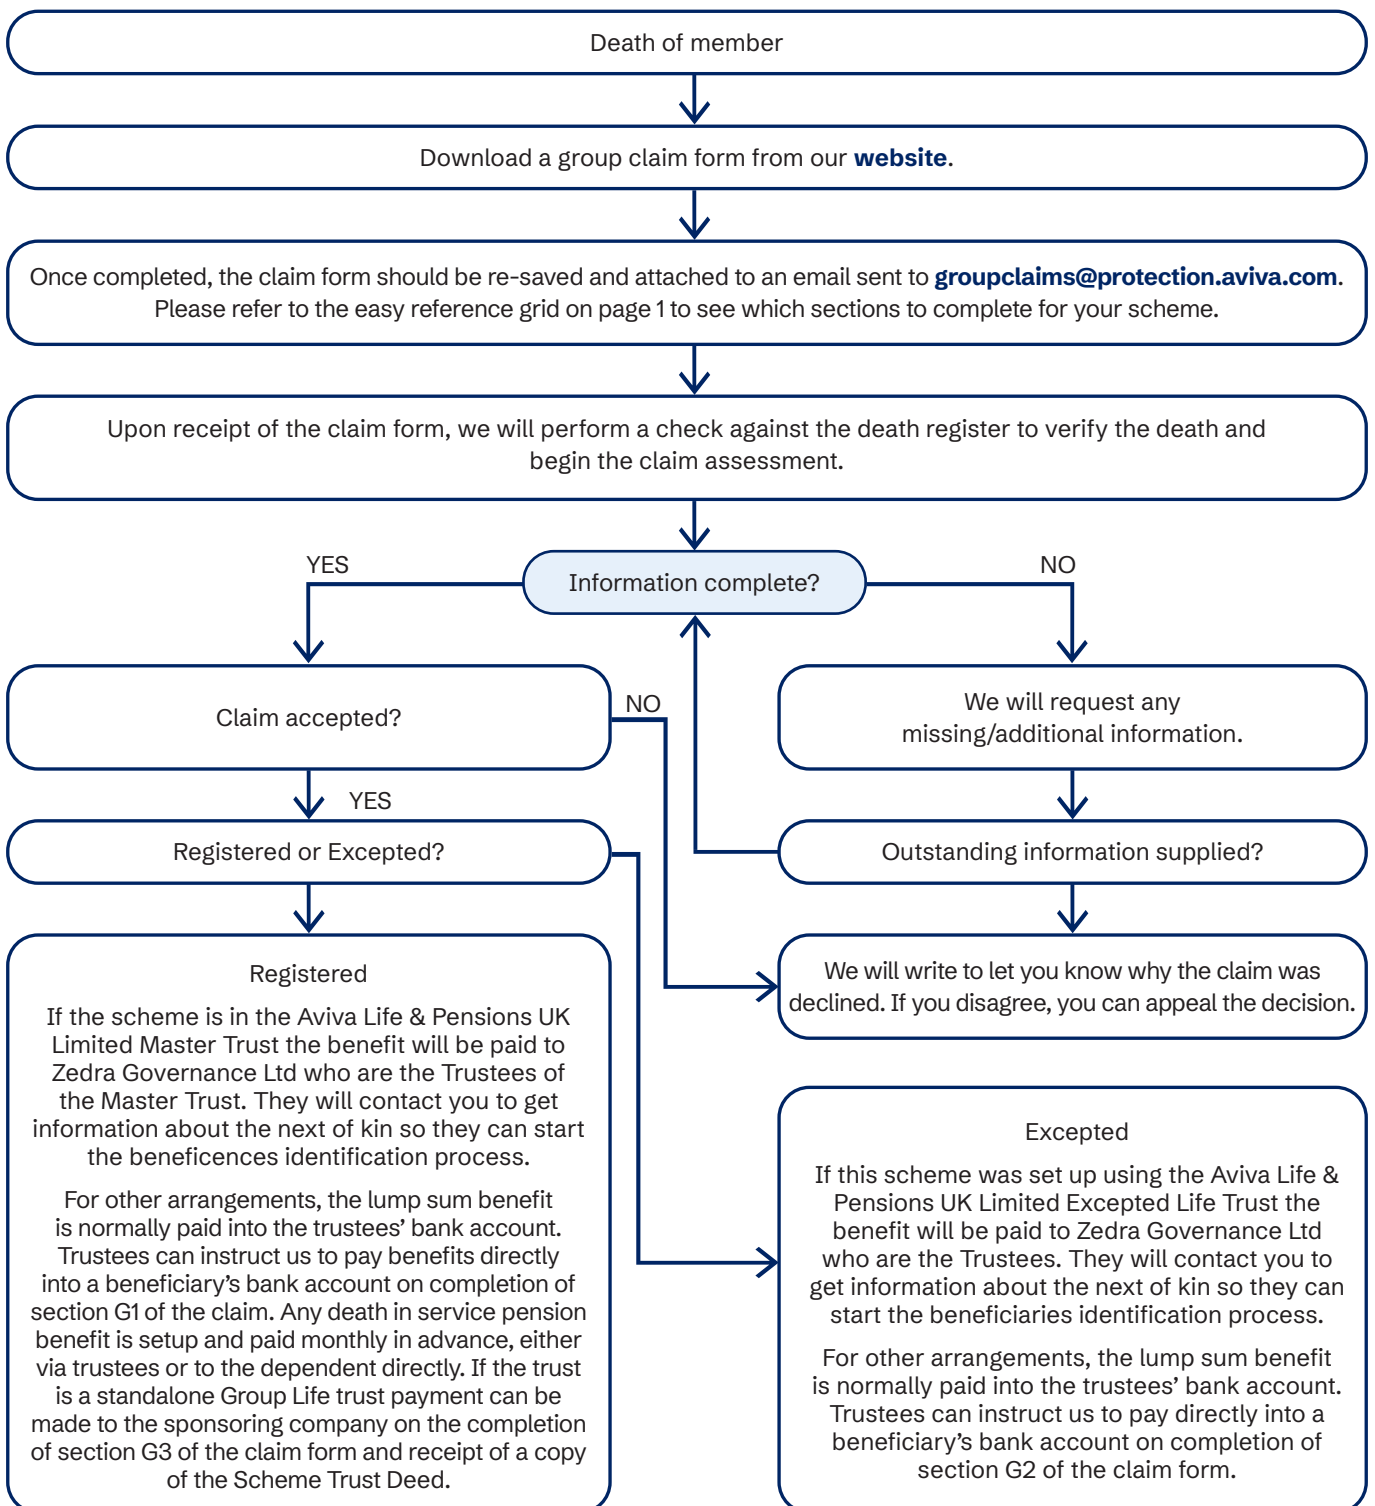 Death of member
Download a group claim form from our website.
Once completed, the claim form should be re-saved and attached to an email sent to groupclaims@protection.aviva.com.
Please refer to the easy reference grid on page 1 to see which sections to complete for your scheme.
Upon receipt of the claim form, we will perform a check against the death register to verify the death and
begin the claim assessment.
YES
Information complete?
NO
Claim accepted?
NO
We will request any
missing/additional information.
YES
Registered or Excepted?
Outstanding information supplied?
Registered
If the scheme is in the Aviva Life & Pensions UK
Limited Master Trust the benefit will be paid to
Zedra Governance Ltd who are the Trustees of
the Master Trust. They will contact you to get
information about the next of kin so they can start
the beneficences identification process.
For other arrangements, the lump sum benefit
is normally paid into the trustees’ bank account.
Trustees can instruct us to pay benefits directly
into a beneficiary’s bank account on completion of
section G1 of the claim. Any death in service pension
benefit is setup and paid monthly in advance, either
via trustees or to the dependent directly. If the trust
is a standalone Group Life trust payment can be
made to the sponsoring company on the completion
of section G3 of the claim form and receipt of a copy
of the Scheme Trust Deed.
We will write to let you know why the claim was
declined. If you disagree, you can appeal the decision.
Excepted
If this scheme was set up using the Aviva Life &
Pensions UK Limited Excepted Life Trust the
benefit will be paid to Zedra Governance Ltd
who are the Trustees. They will contact you to
get information about the next of kin so they can
start the beneficiaries identification process.
For other arrangements, the lump sum benefit
is normally paid into the trustees’ bank account.
Trustees can instruct us to pay directly into a
beneficiary’s bank account on completion of
section G2 of the claim form.